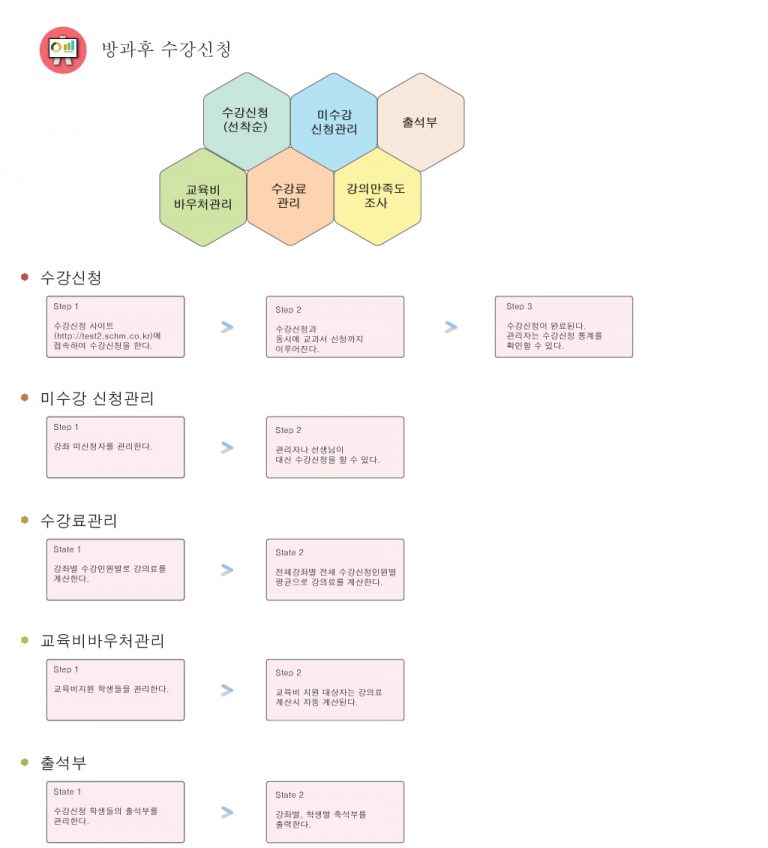 방과후 수강신청
수강신청
(선착순)
미수강
신청관리
출석부
교육비
바우처관리
수강료
관리
강의만족도
조사
수강신청
Step 1
수강신청 사이트
(http://test2.schm.co.kr)에
접속하여 수강신청을 한다.
>
Step 2
수강신청과
동시에 교과서 신청까지
이루어진다.
>
Step 3
수강신청이 완료된다.
관리자는 수강신청 통계를
확인할 수 있다.
미수강 신청관리
Step 1
강좌 미신청자를 관리한다.
>
Step 2
관리자나 선생님이
대신 수강신청을 할 수 있다.
수강료관리
State 1
강좌별 수강인원별로 강의료를
계산한다.
>
State 2
전체강좌별 전체 수강신청인원별
평균으로 강의료를 계산한다.
교육비바우처관리
Step 1
교육비지원 학생들을 관리한다.
>
Step 2
교육비 지원 대상자는 강의료
계산시 자동 계산된다.
출석부
State 1
수강신청 학생들의 출석부를
관리한다.
>
State 2
강좌별, 학생별 축석부를
출력한다.